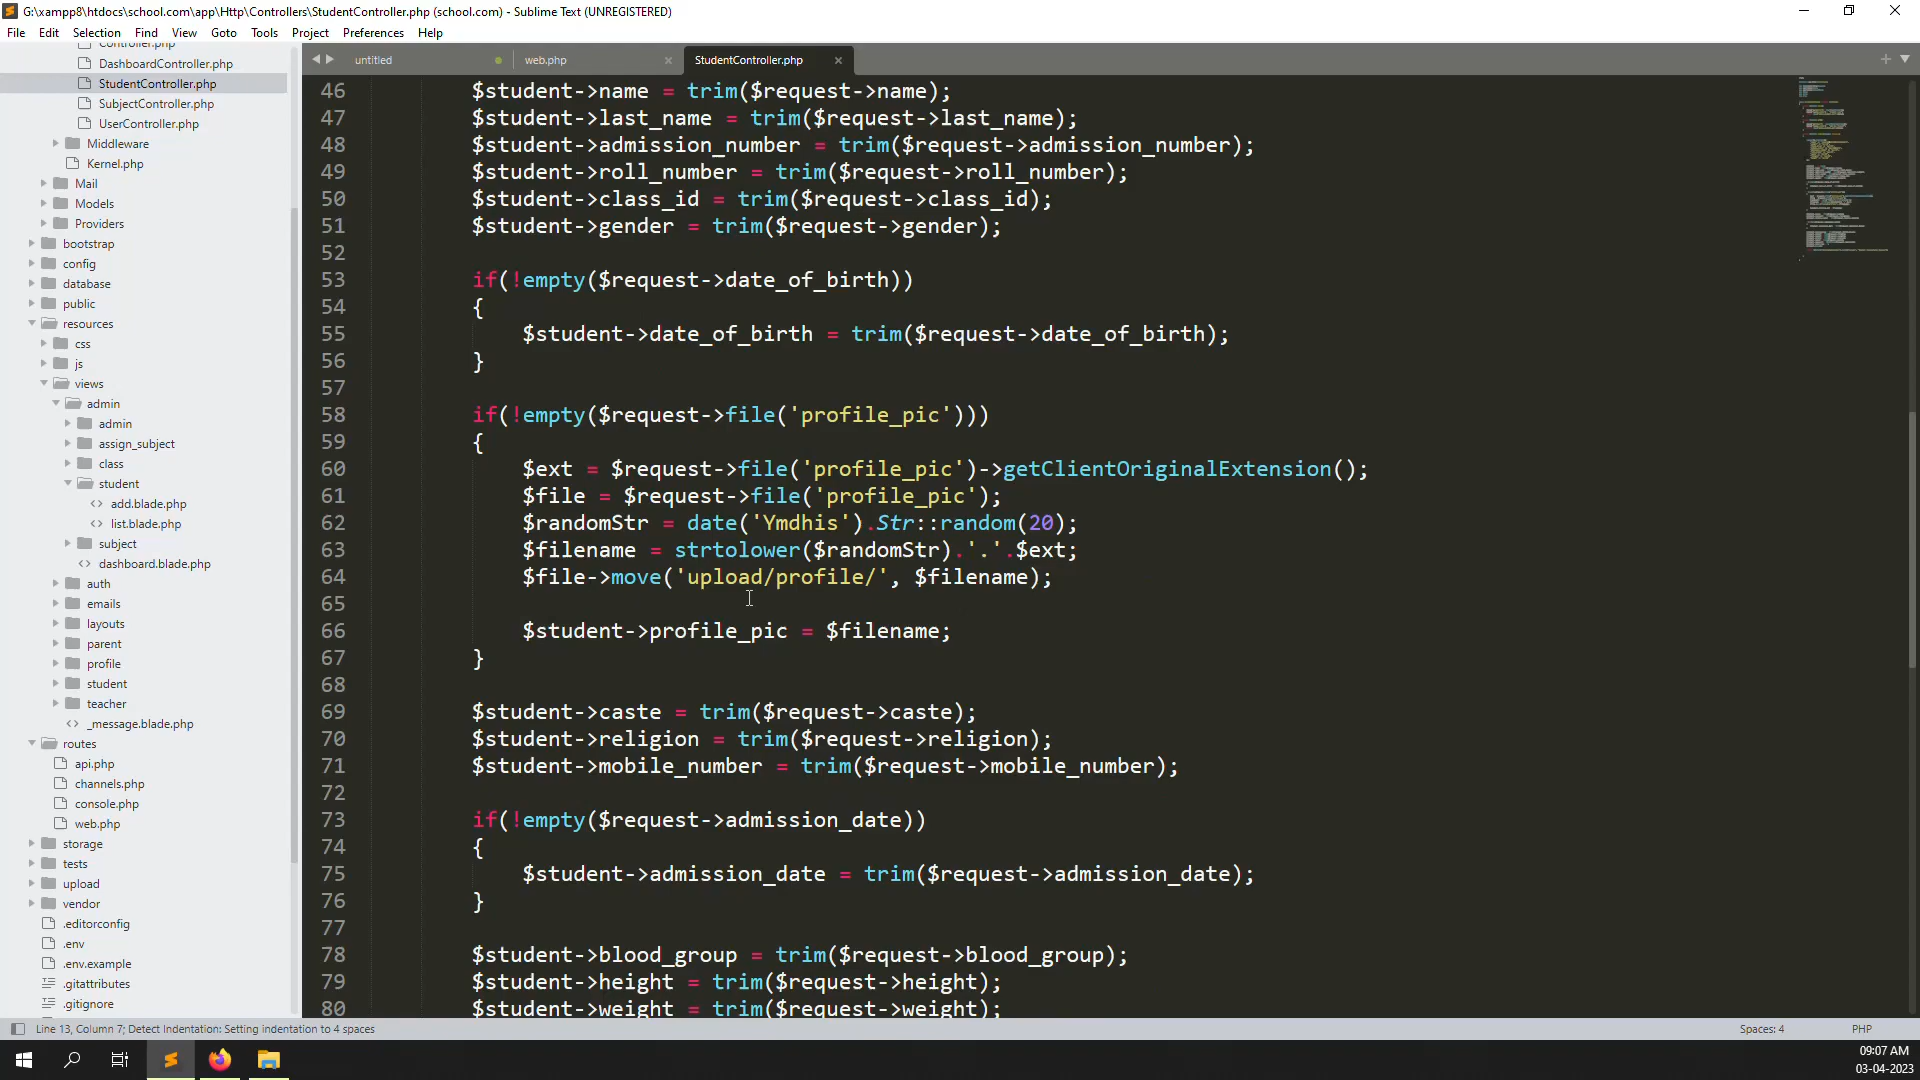 G:\xampp8\htdocs\school.com\app\Http\Controllers\StudentController.php (school.com) - Sublime Text (UNREGISTERED)
File Edit Selection Find View Goto Tools Project Preferences Help
Controller.php
DashboardController.php
StudentController.php
SubjectController.php
UserController.php
Middleware
Kernel.php
Mail
Models
Providers
bootstrap
config
database
public
resources
css
js
views
admin
admin
assign_subject
class
student
add.blade.php
list.blade.php
subject
dashboard.blade.php
auth
emails
layouts
parent
profile
student
teacher
_message.blade.php
routes
api.php
channels.php
console.php
web.php
storage
tests
upload
vendor
.editorconfig
.env
.env.example
.gitattributes
.gitignore
untitled web.php StudentController.php
46 $student->name = trim($request->name);
47 $student->last_name = trim($request->last_name);
48 $student->admission_number = trim($request->admission_number);
49 $student->roll_number = trim($request->roll_number);
50 $student->class_id = trim($request->class_id);
51 $student->gender = trim($request->gender);
52
53 if(!empty($request->date_of_birth))
54 {
55 $student->date_of_birth = trim($request->date_of_birth);
56 }
57
58 if(!empty($request->file('profile_pic')))
59 {
60 $ext = $request->file('profile_pic')->getClientOriginalExtension();
61 $file = $request->file('profile_pic');
62 $randomStr = date('Ymdhis').Str::random(20);
63 $filename = strtolower($randomStr).'.'.$ext;
64 $file->move('upload/profile/', $filename);
65
66 $student->profile_pic = $filename;
67 }
68
69 $student->caste = trim($request->caste);
70 $student->religion = trim($request->religion);
71 $student->mobile_number = trim($request->mobile_number);
72
73 if(!empty($request->admission_date))
74 {
75 $student->admission_date = trim($request->admission_date);
76 }
77
78 $student->blood_group = trim($request->blood_group);
79 $student->height = trim($request->height);
80 $student->weight = trim($request->weight);
Line 13, Column 7; Detect Indentation: Setting indentation to 4 spaces
Spaces: 4 PHP
09:07 AM
03-04-2023